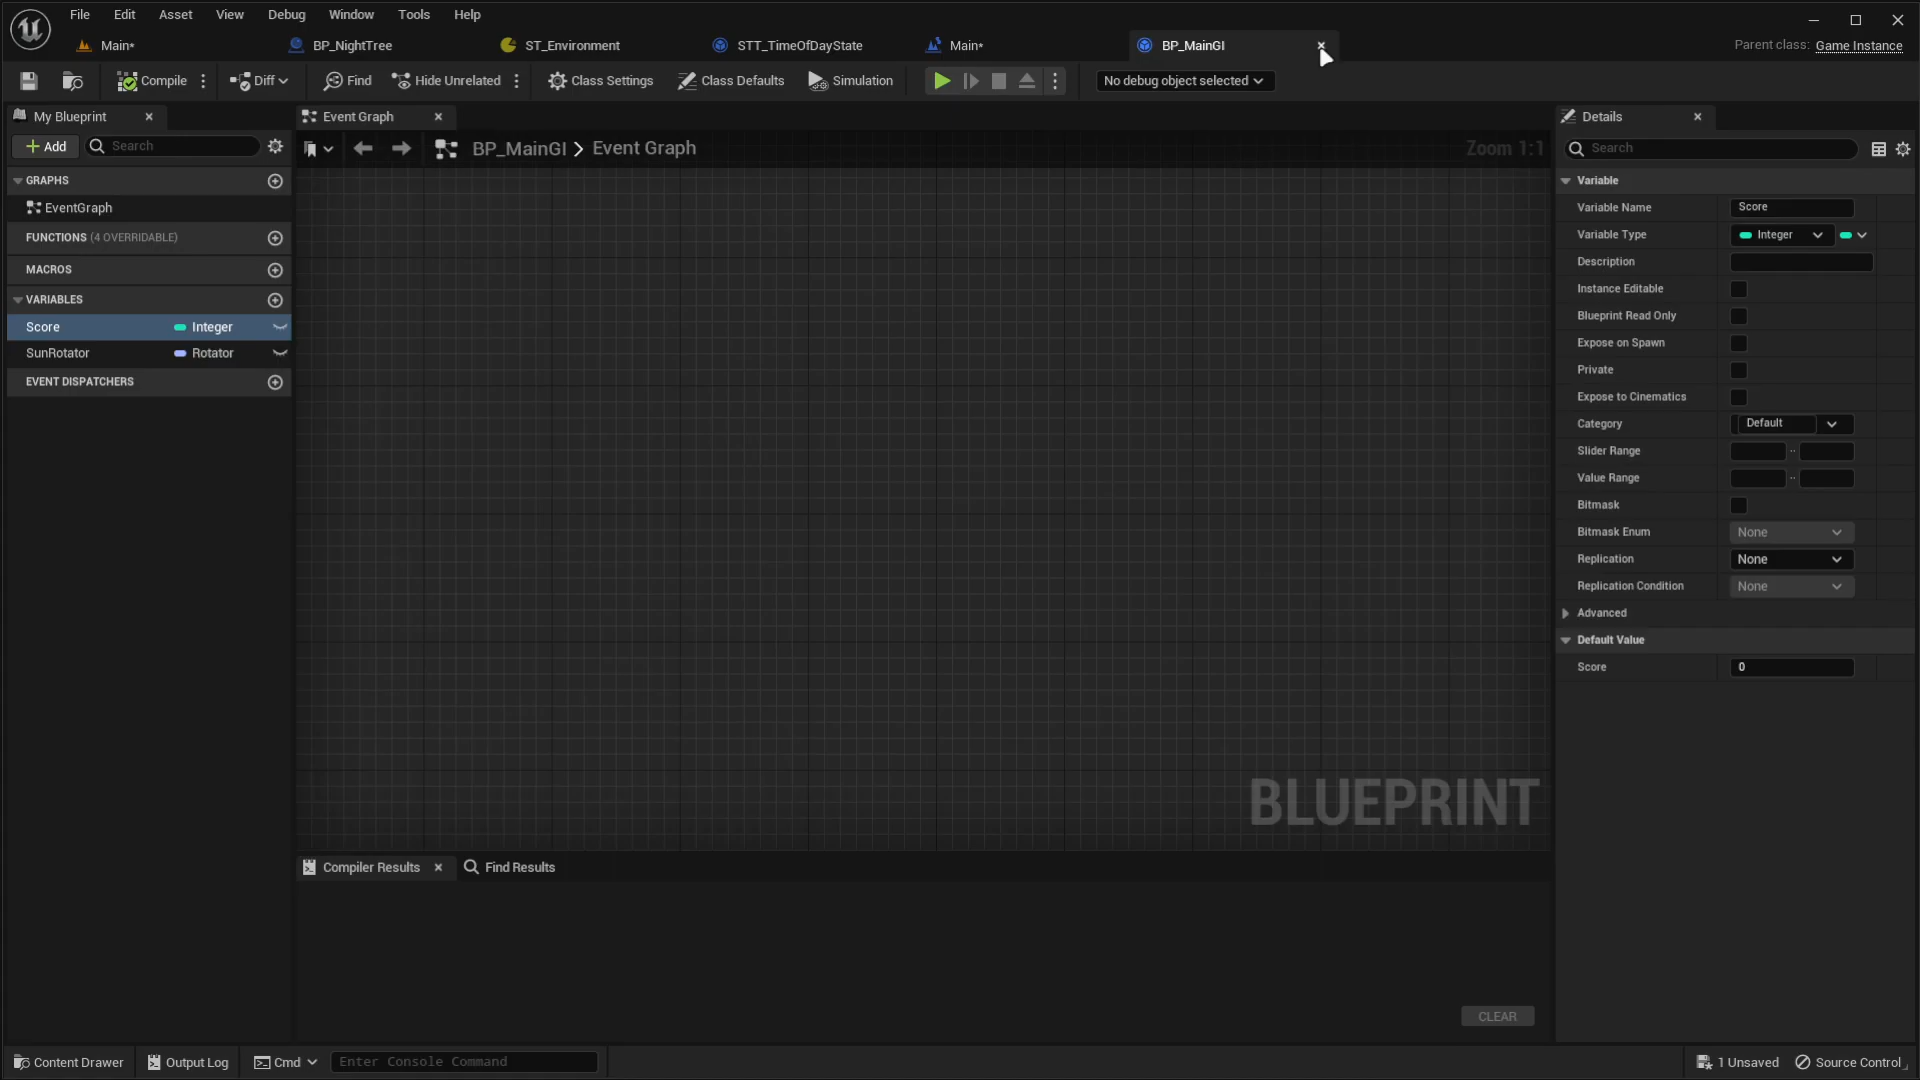 File Edit Asset View Debug Window Tools Help
Main* BP_NightTree ST_Environment STT_TimeOfDayState Main* BP_MainGI
Parent class: Game Instance
Compile Diff Find Hide Unrelated Class Settings Class Defaults Simulation No debug object selected
My Blueprint
Add Search
GRAPHS
EventGraph
FUNCTIONS (4 OVERRIDABLE)
MACROS
VARIABLES
Score Integer
SunRotator Rotator
EVENT DISPATCHERS
Event Graph
BP_MainGI > Event Graph Zoom 1:1
BLUEPRINT
Compiler Results Find Results
CLEAR
Details
Search
Variable
Variable Name Score
Variable Type Integer
Description
Instance Editable
Blueprint Read Only
Expose on Spawn
Private
Expose to Cinematics
Category Default
Slider Range ..
Value Range ..
Bitmask
Bitmask Enum None
Replication None
Replication Condition None
Advanced
Default Value
Score 0
Content Drawer Output Log Cmd Enter Console Command 1 Unsaved Source Control